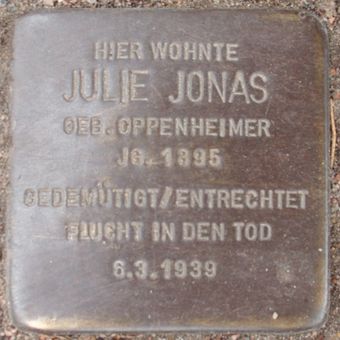 HIER WOHNTE
JULIE JONAS
GEB. OPPENHEIMER
JG. 1895
GEDEMÜTIGT/ENTRECHTET
FLUCHT IN DEN TOD
6.3.1939